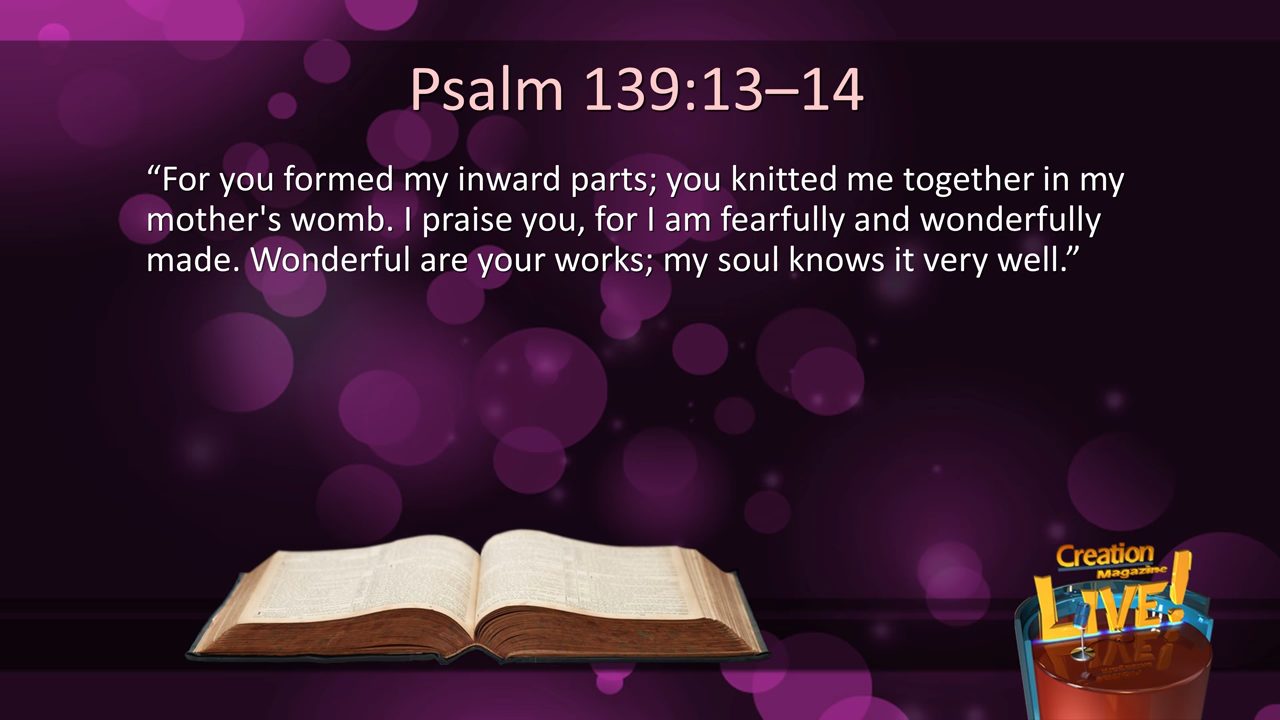 Psalm 139:13–14
“For you formed my inward parts; you knitted me together in my
mother's womb. I praise you, for I am fearfully and wonderfully
made. Wonderful are your works; my soul knows it very well.”
Creation
Magazine
LIVE!